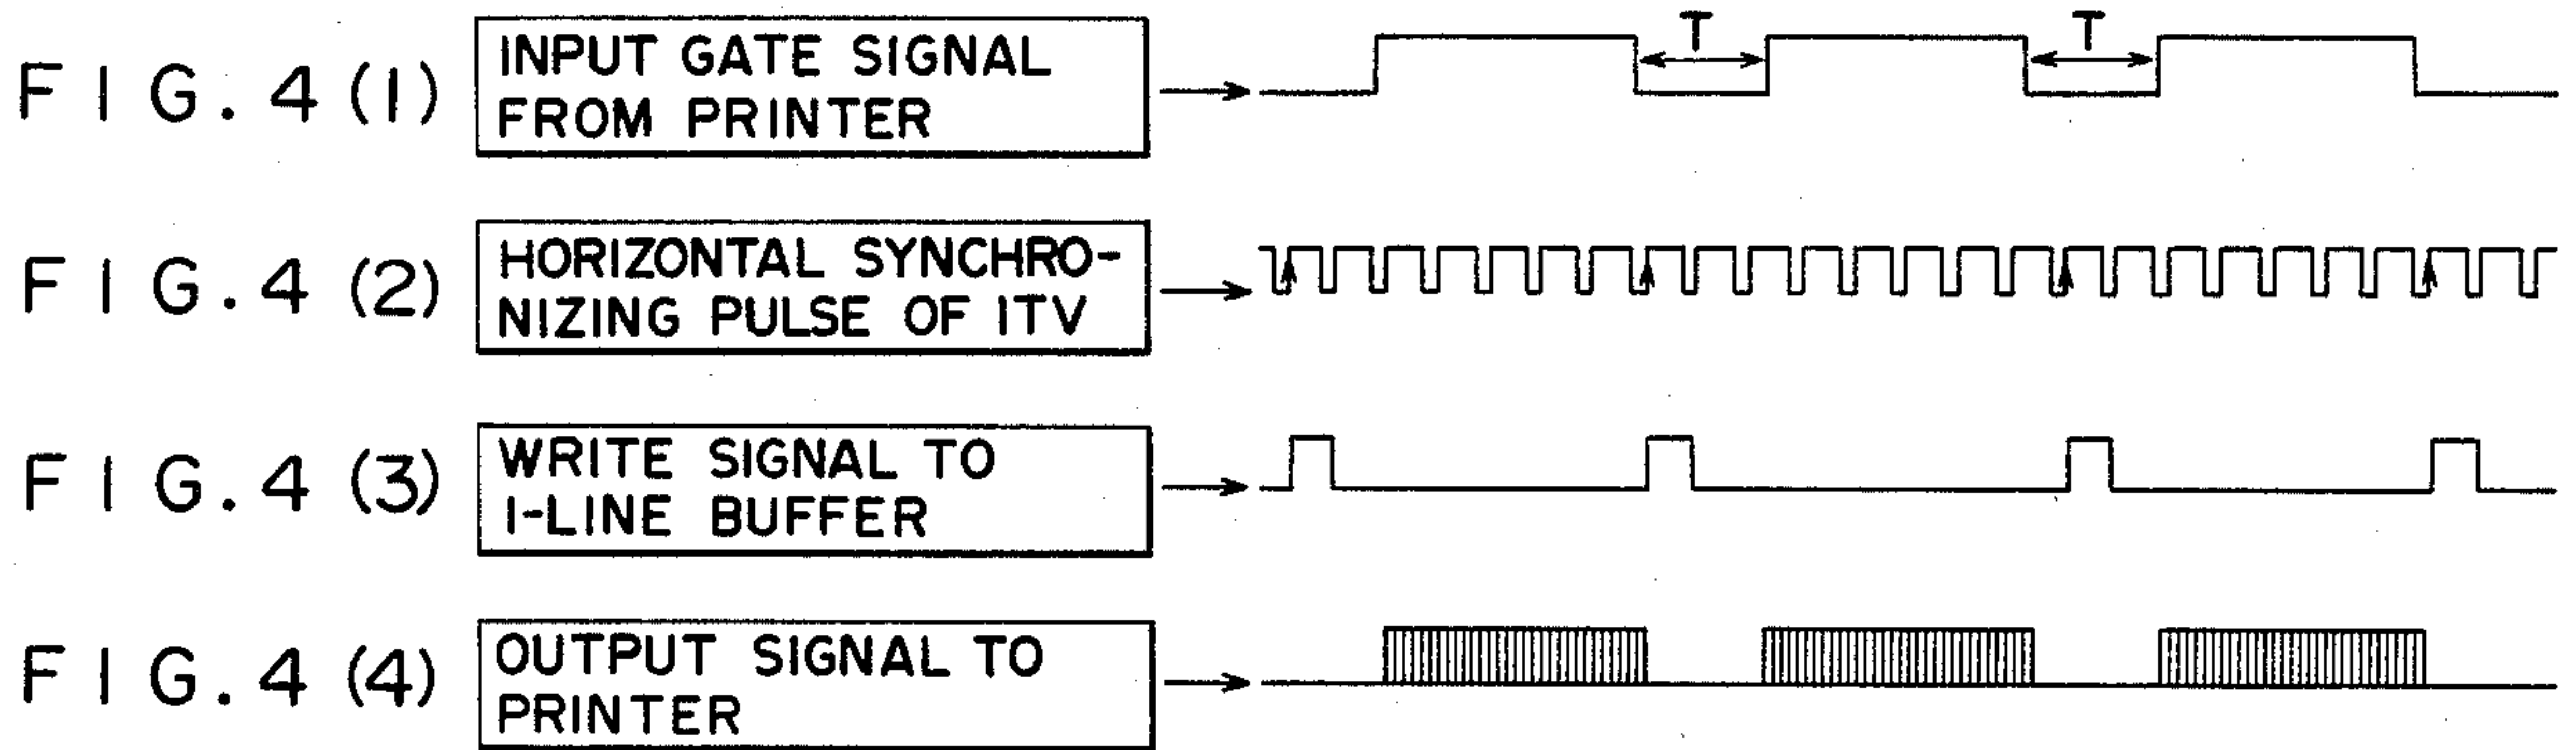 FIG. 4 (1)
INPUT GATE SIGNAL
FROM PRINTER
T
T
FIG. 4 (2)
HORIZONTAL SYNCHRO-
NIZING PULSE OF ITV
FIG. 4 (3)
WRITE SIGNAL TO
1-LINE BUFFER
FIG. 4 (4)
OUTPUT SIGNAL TO
PRINTER